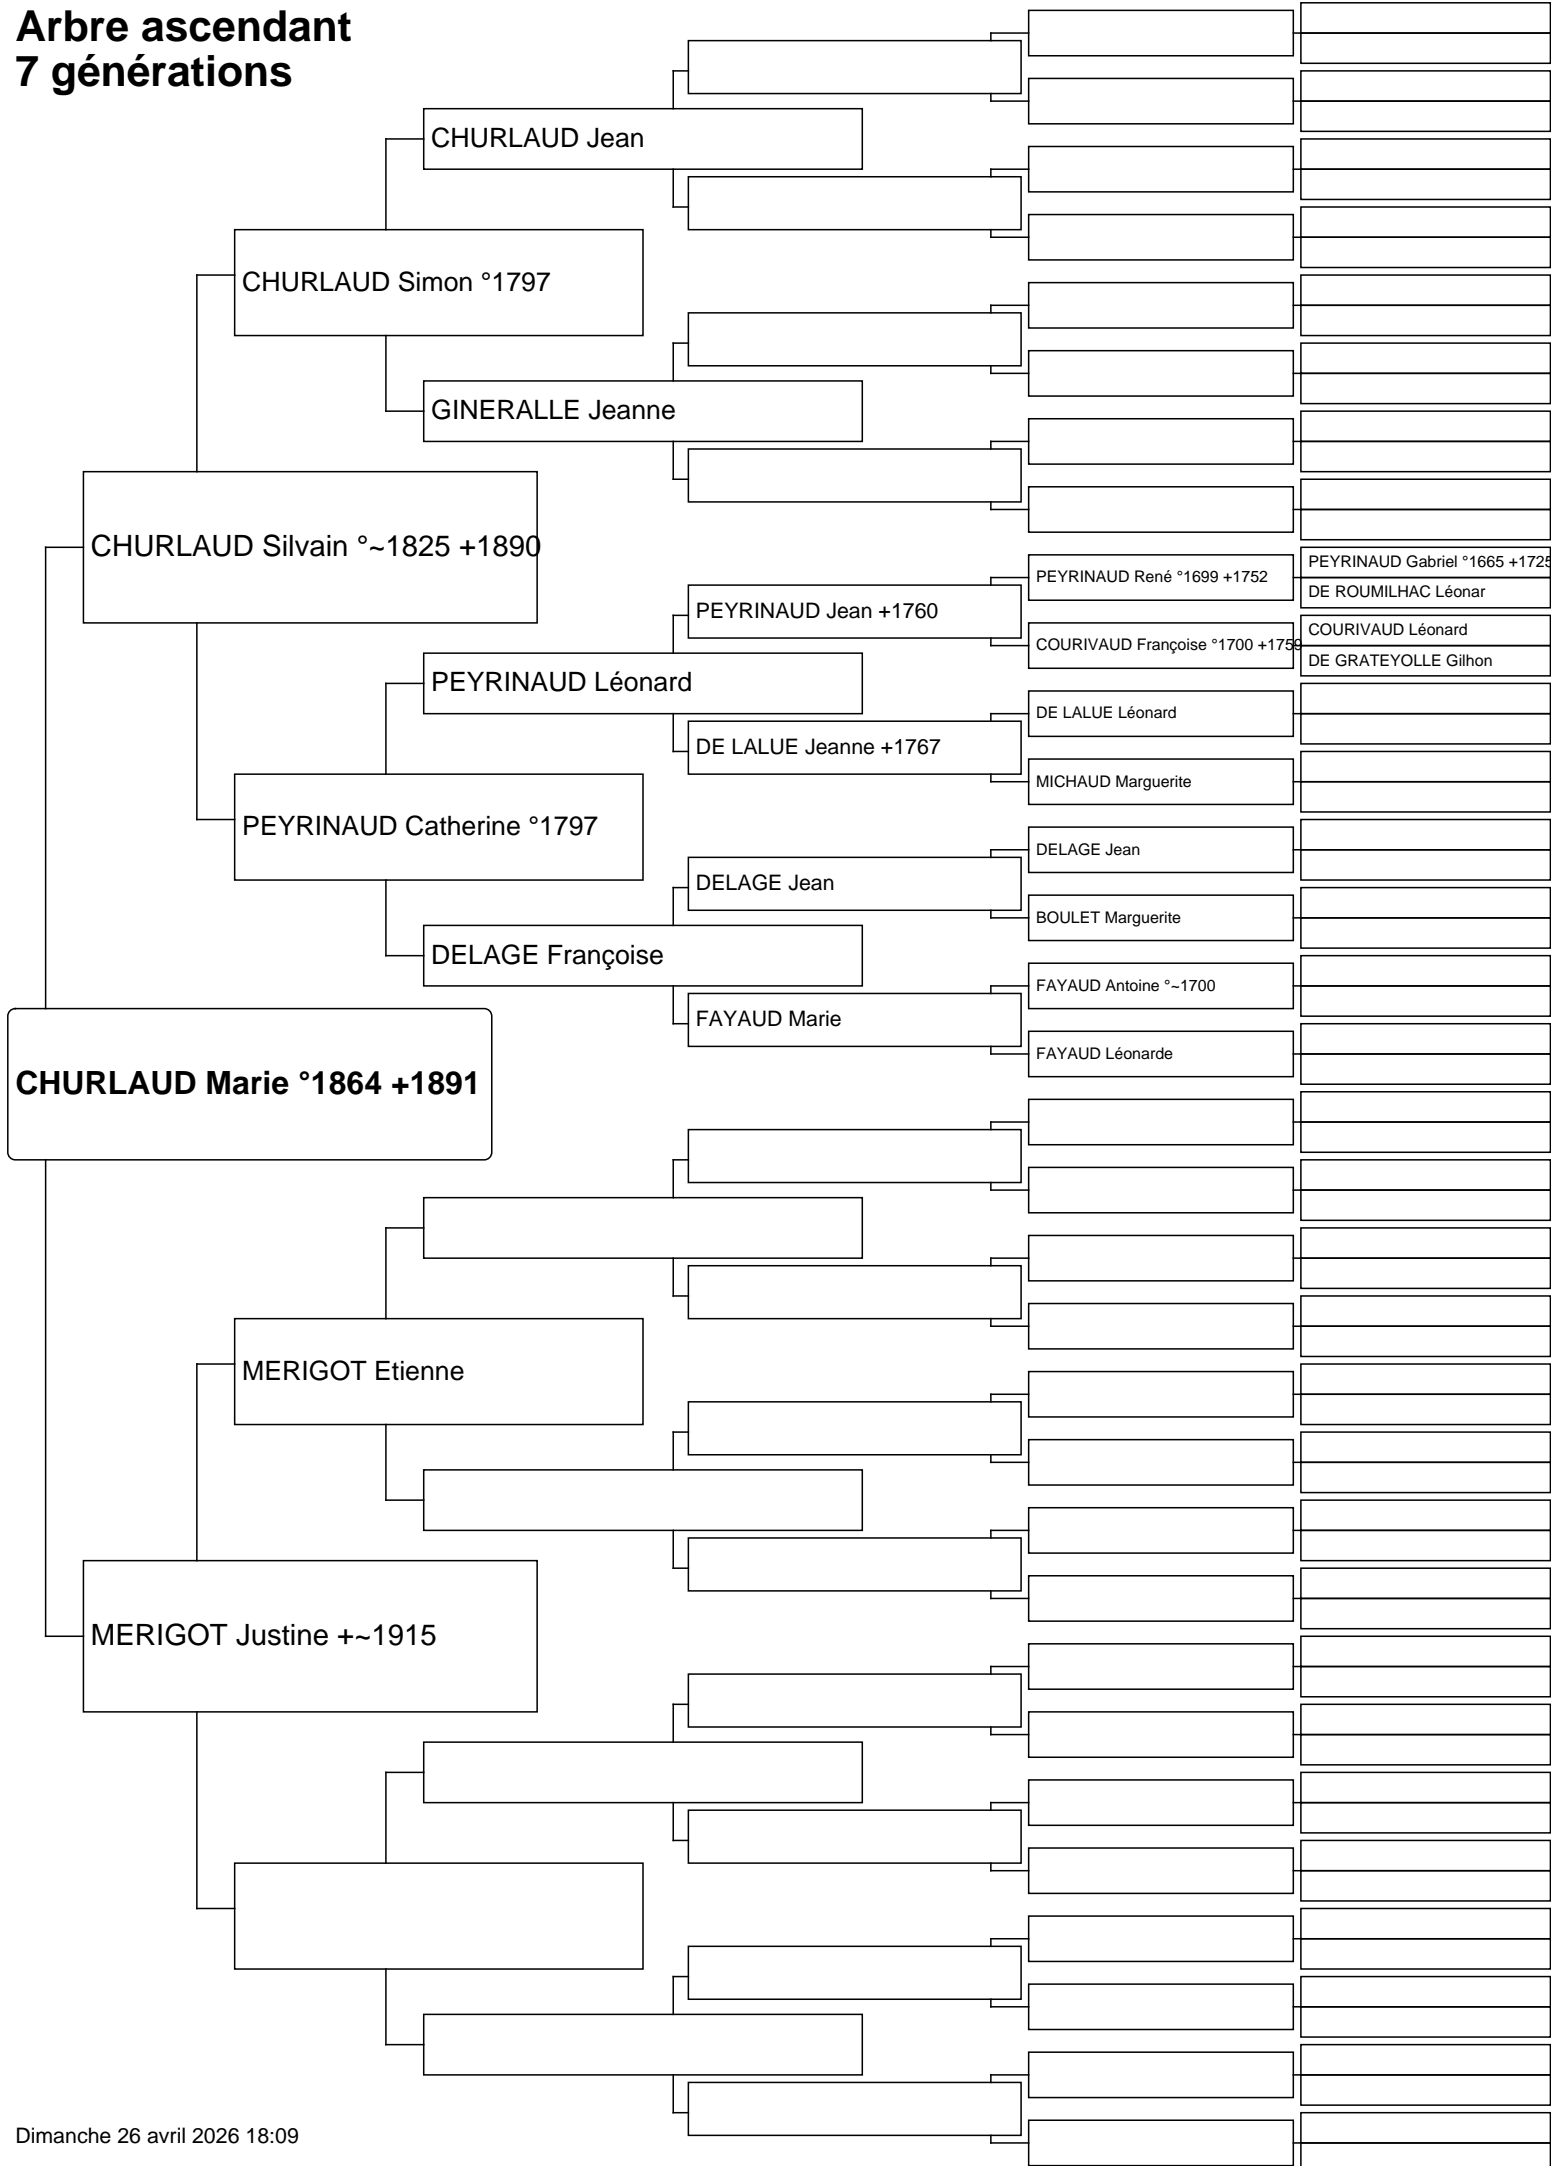 Arbre ascendant
7 générations
CHURLAUD Jean
CHURLAUD Simon °1797
GINERALLE Jeanne
CHURLAUD Silvain °~1825 +1890
PEYRINAUD René °1699 +1752
PEYRINAUD Gabriel °1665 +1725
DE ROUMILHAC Léonar
PEYRINAUD Jean +1760
COURIVAUD Françoise °1700 +1759
COURIVAUD Léonard
DE GRATEYOLLE Gilhon
PEYRINAUD Léonard
DE LALUE Léonard
DE LALUE Jeanne +1767
MICHAUD Marguerite
PEYRINAUD Catherine °1797
DELAGE Jean
DELAGE Jean
BOULET Marguerite
DELAGE Françoise
FAYAUD Antoine °~1700
FAYAUD Marie
FAYAUD Léonarde
CHURLAUD Marie °1864 +1891
MERIGOT Etienne
MERIGOT Justine +~1915
Dimanche 26 avril 2026 18:09